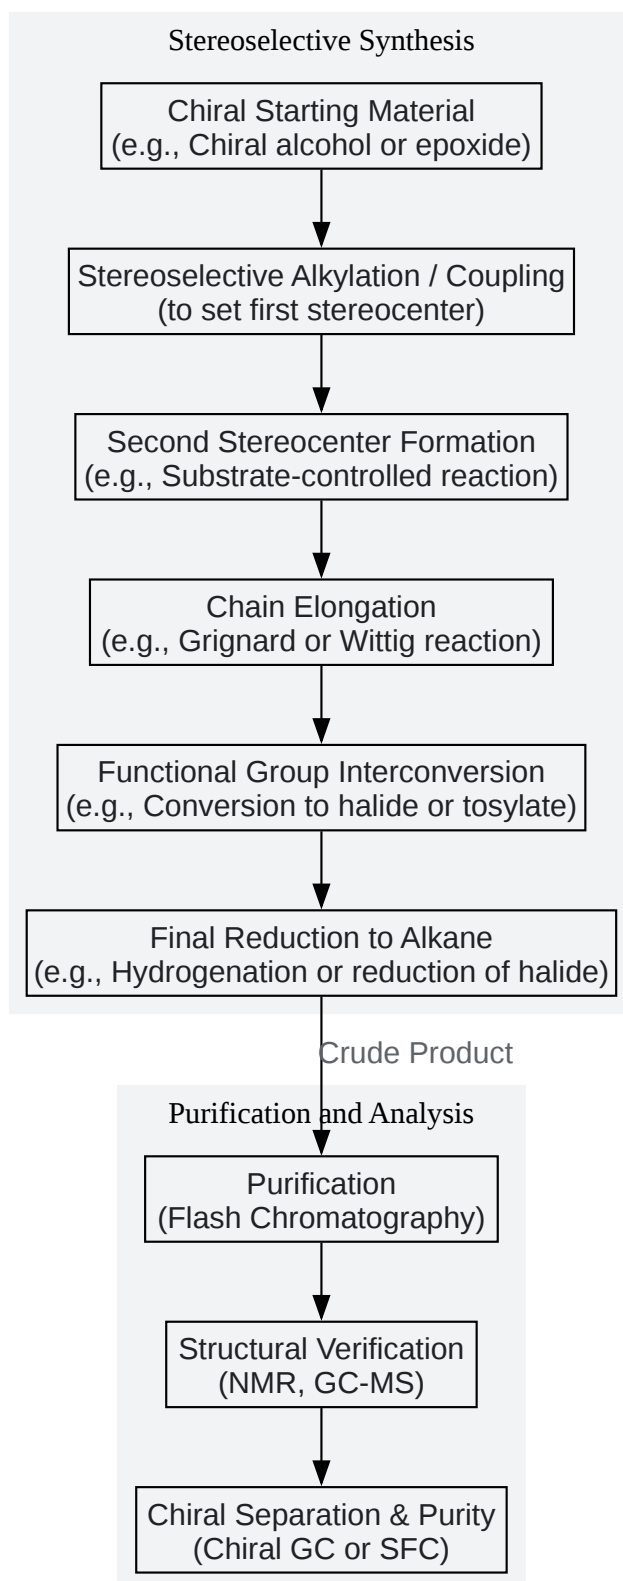 Stereoselective Synthesis
Chiral Starting Material
(e.g., Chiral alcohol or epoxide)
Stereoselective Alkylation / Coupling
(to set first stereocenter)
Second Stereocenter Formation
(e.g., Substrate-controlled reaction)
Chain Elongation
(e.g., Grignard or Wittig reaction)
Functional Group Interconversion
(e.g., Conversion to halide or tosylate)
Final Reduction to Alkane
(e.g., Hydrogenation or reduction of halide)
Crude Product
Purification and Analysis
Purification
(Flash Chromatography)
Structural Verification
(NMR, GC-MS)
Chiral Separation & Purity
(Chiral GC or SFC)